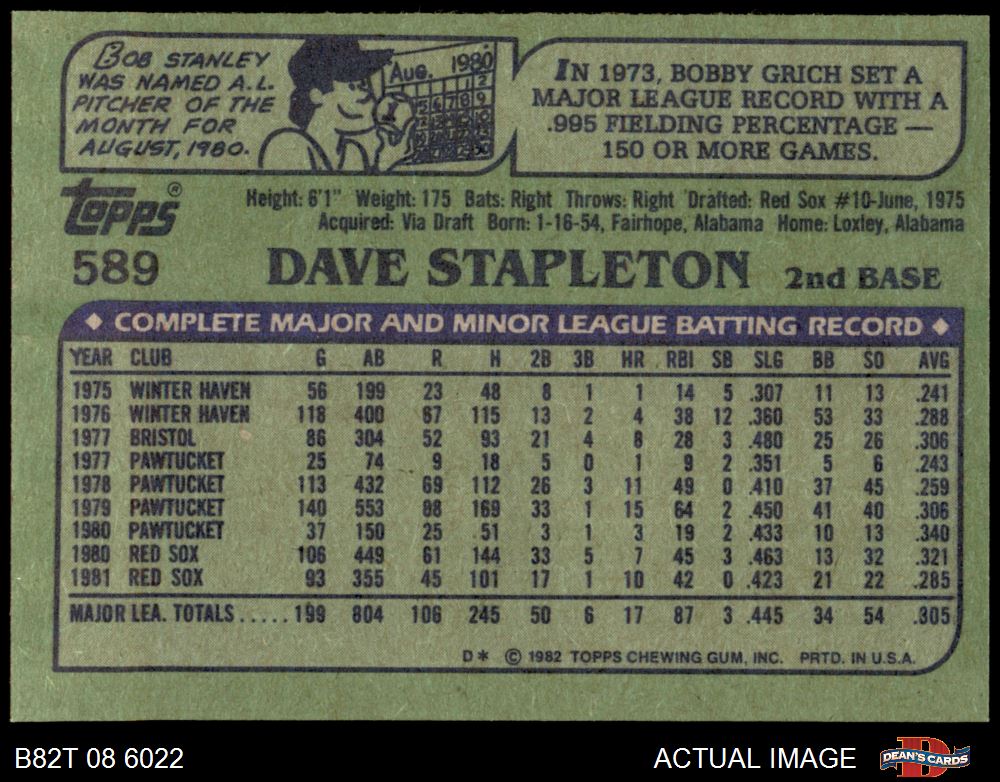 BOB STANLEY
WAS NAMED A.L.
PITCHER OF THE
MONTH FOR
AUGUST, 1980.
AUG. 1980
IN 1973, BOBBY GRICH SET A
MAJOR LEAGUE RECORD WITH A
.995 FIELDING PERCENTAGE —
150 OR MORE GAMES.
Topps®
Height: 6'1" Weight: 175 Bats: Right Throws: Right Drafted: Red Sox #10-June, 1975
Acquired: Via Draft Born: 1-16-54, Fairhope, Alabama Home: Loxley, Alabama
589 DAVE STAPLETON 2nd BASE
◆ COMPLETE MAJOR AND MINOR LEAGUE BATTING RECORD ◆
YEAR CLUB G AB R H 2B 3B HR RBI SB SLG BB SO AVG
1975 WINTER HAVEN 56 199 23 48 8 1 1 14 5 .307 11 13 .241
1976 WINTER HAVEN 118 400 67 115 13 2 4 38 12 .360 53 33 .288
1977 BRISTOL 86 304 52 93 21 4 8 28 3 .480 25 26 .306
1977 PAWTUCKET 25 74 9 18 5 0 1 9 2 .351 5 6 .243
1978 PAWTUCKET 113 432 69 112 26 3 11 49 0 .410 37 45 .259
1979 PAWTUCKET 140 553 88 169 33 1 15 64 2 .450 41 40 .306
1980 PAWTUCKET 37 150 25 51 3 1 3 19 2 .433 10 13 .340
1980 RED SOX 106 449 61 144 33 5 7 45 3 .463 13 32 .321
1981 RED SOX 93 355 45 101 17 1 10 42 0 .423 21 22 .285
MAJOR LEA. TOTALS.....199 804 106 245 50 6 17 87 3 .445 34 54 .305
D* © 1982 TOPPS CHEWING GUM, INC. PRTD. IN U.S.A.
B82T 08 6022 ACTUAL IMAGE DEAN'S CARDS